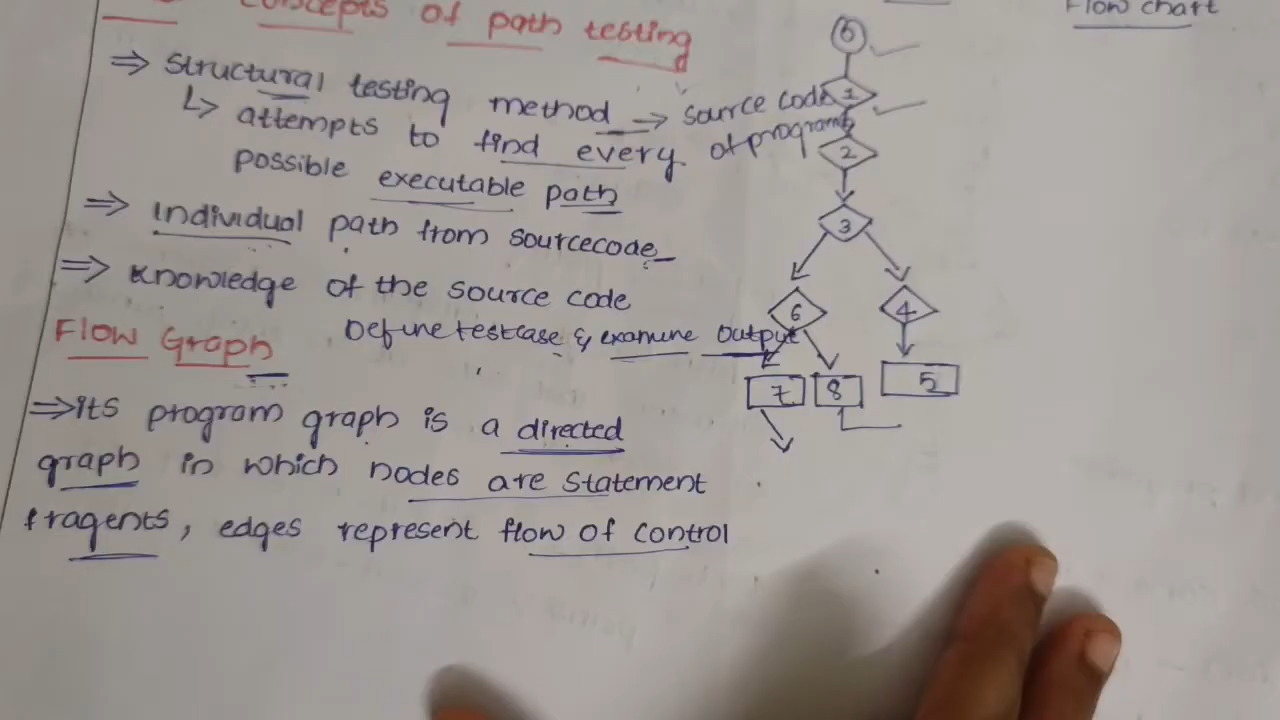 concepts of path testing
⇒ Structural testing method → source code of program
↳ attempts to find every
possible executable path
⇒ Individual path from sourcecode
⇒ Knowledge of the source code
Define testcase & examine output
Flow Graph
⇒ Its program graph is a directed
graph in which nodes are statement
fragents, edges represent flow of control
Flow chart
0
1
2
3
6 4
7 8 5